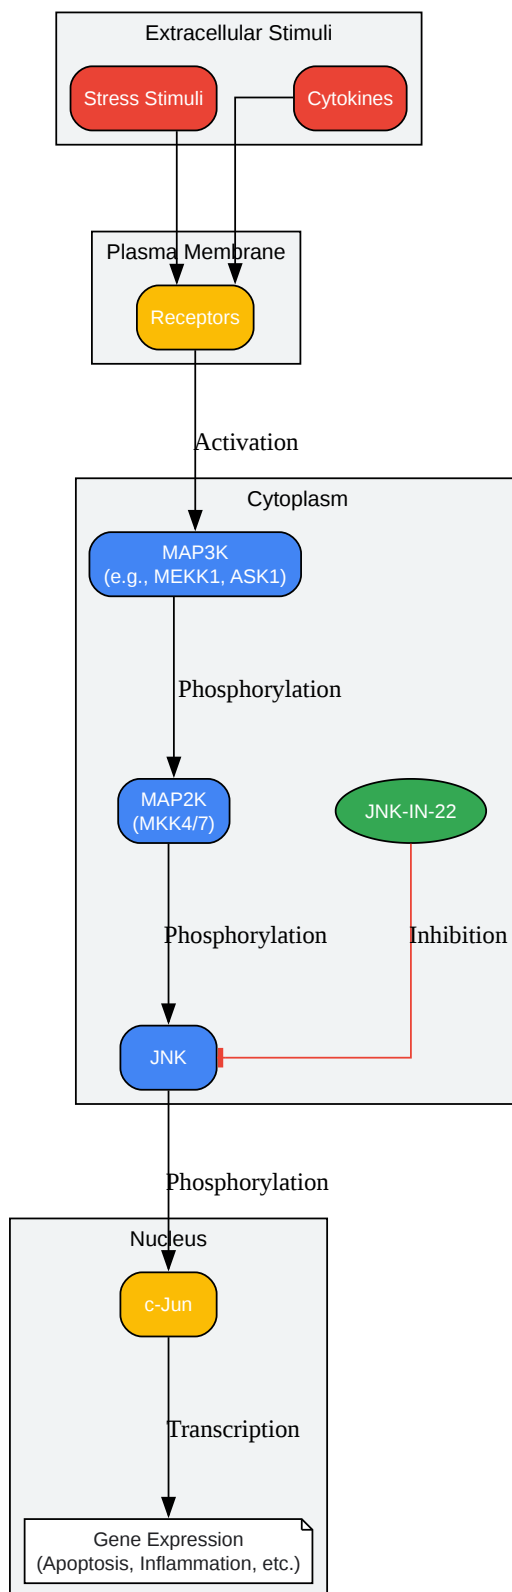 Extracellular Stimuli
Stress Stimuli
Cytokines
Plasma Membrane
Receptors
Activation
Cytoplasm
MAP3K
(e.g., MEKK1, ASK1)
Phosphorylation
MAP2K
(MKK4/7)
JNK-IN-22
Phosphorylation
Inhibition
JNK
Phosphorylation
Nucleus
c-Jun
Transcription
Gene Expression
(Apoptosis, Inflammation, etc.)